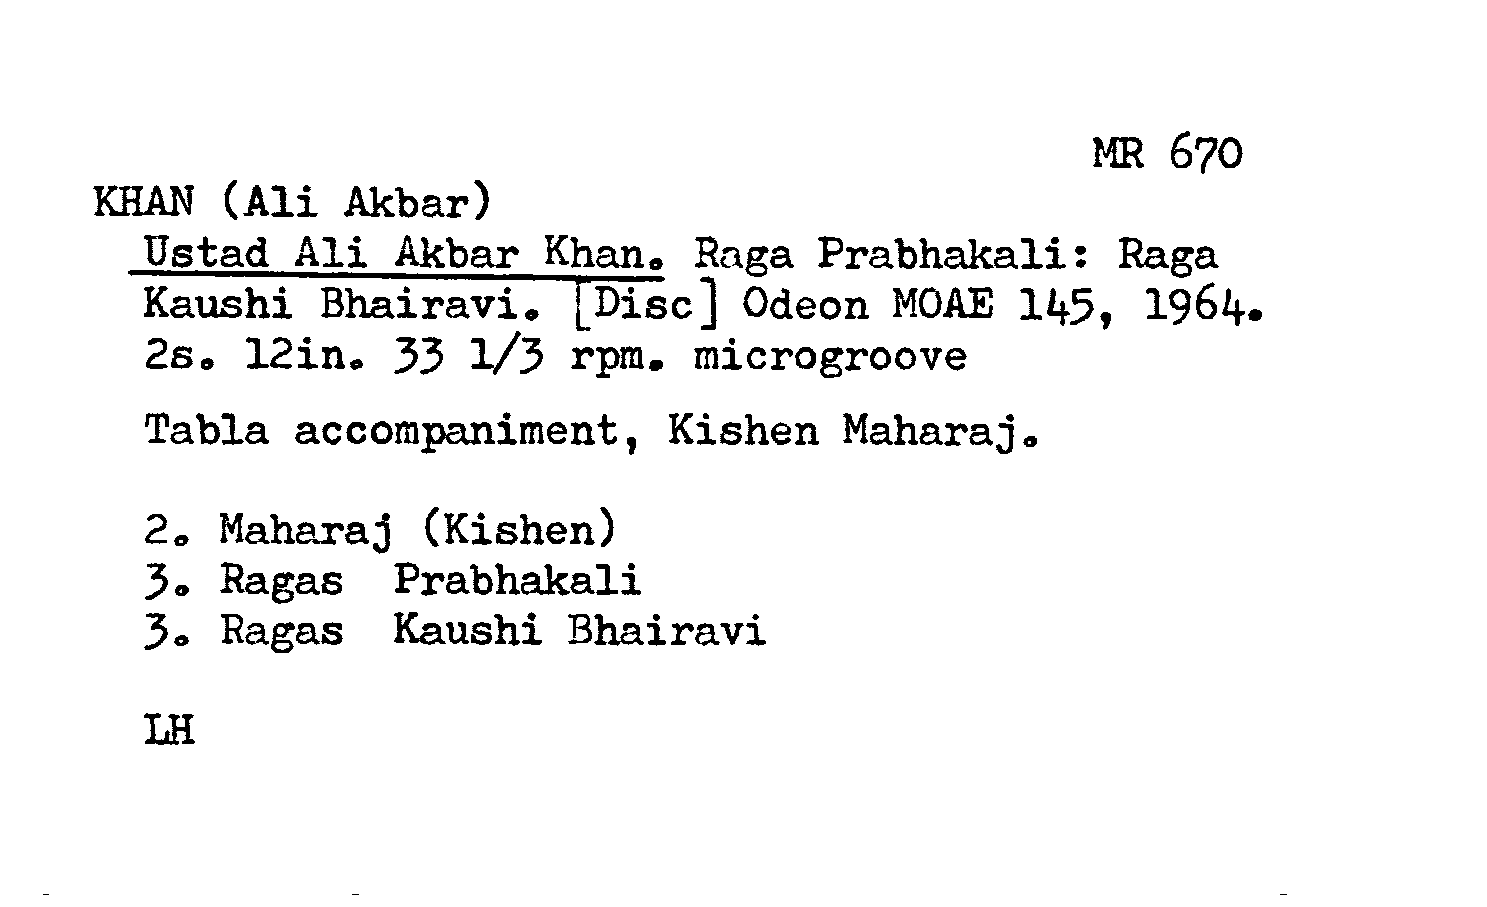 MR 670
KHAN (Ali Akbar)
Ustad Ali Akbar Khan. Raga Prabhakali: Raga
Kaushi Bhairavi. [Disc] Odeon MOAE 145, 1964.
2s. 12in. 33 1/3 rpm. microgroove
Tabla accompaniment, Kishen Maharaj.
2. Maharaj (Kishen)
3. Ragas  Prabhakali
3. Ragas  Kaushi Bhairavi
LH